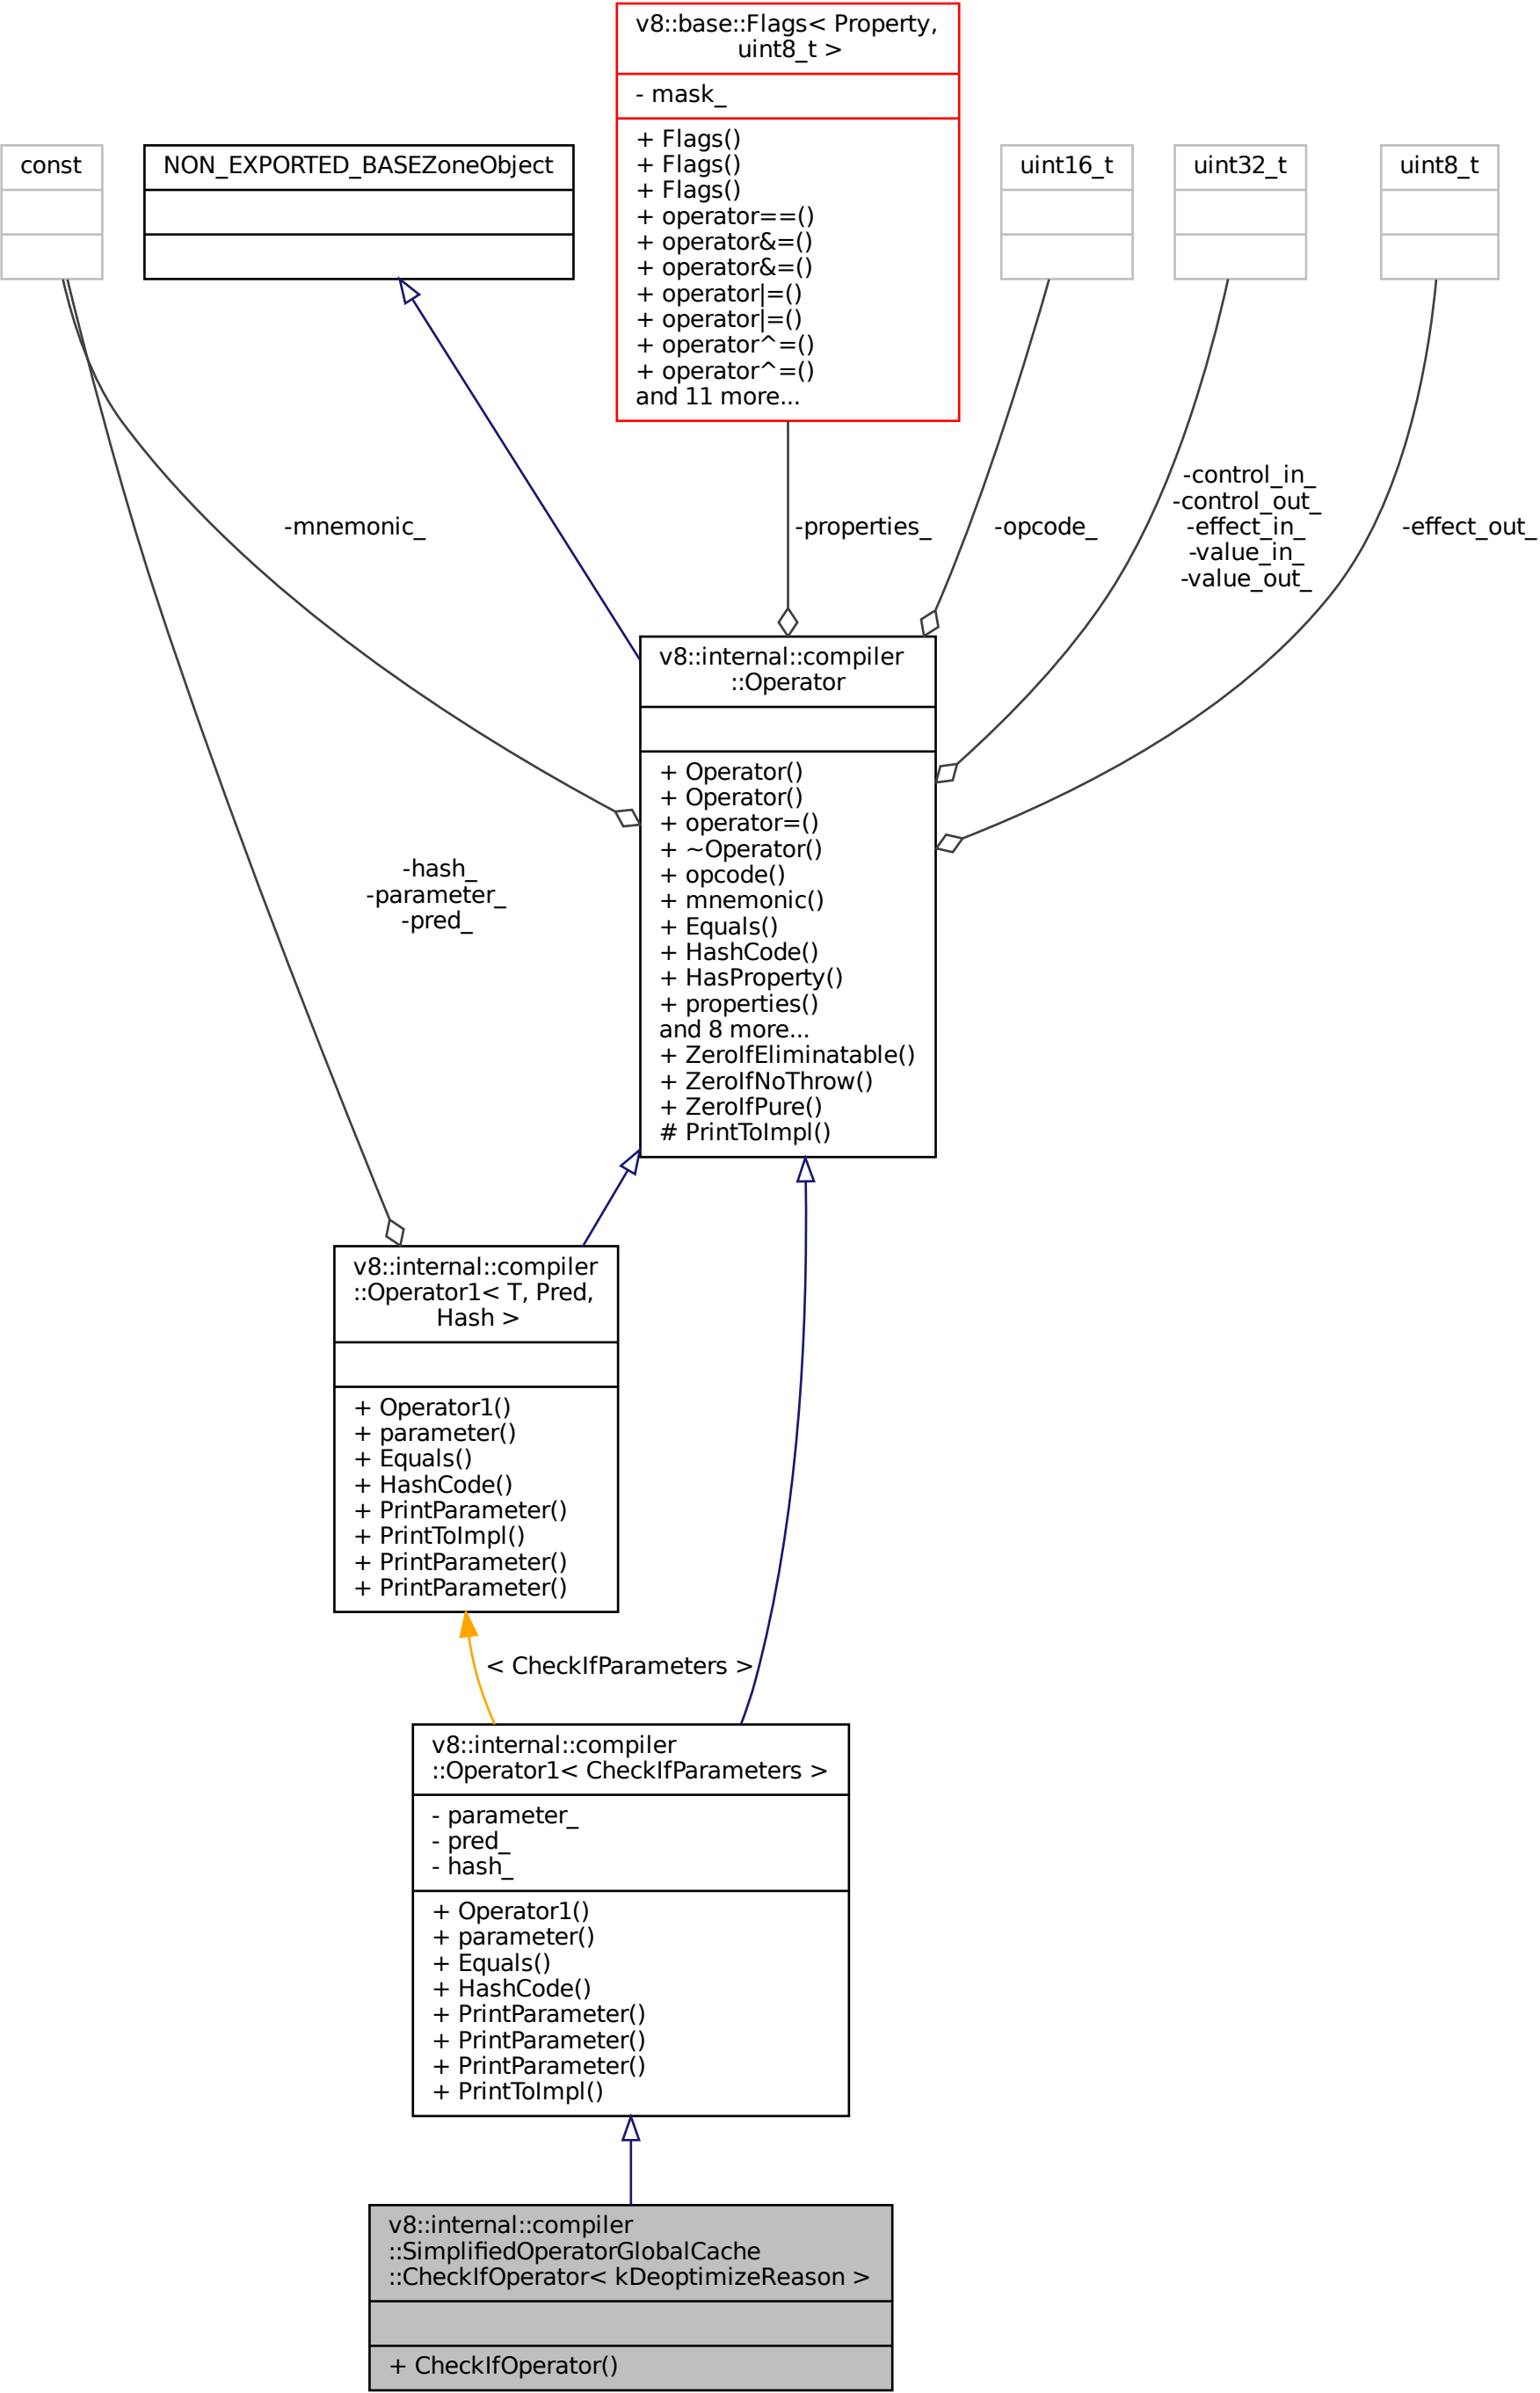 v8::base::Flags< Property,
uint8_t >
- mask_
+ Flags()
+ Flags()
+ Flags()
+ operator==()
+ operator&=()
+ operator&=()
+ operator|=()
+ operator|=()
+ operator^=()
+ operator^=()
and 11 more...
const
NON_EXPORTED_BASEZoneObject
uint16_t
uint32_t
uint8_t
-mnemonic_
-properties_
-opcode_
-control_in_
-control_out_
-effect_in_
-value_in_
-value_out_
-effect_out_
v8::internal::compiler
::Operator
+ Operator()
+ Operator()
+ operator=()
+ ~Operator()
+ opcode()
+ mnemonic()
+ Equals()
+ HashCode()
+ HasProperty()
+ properties()
and 8 more...
+ ZeroIfEliminatable()
+ ZeroIfNoThrow()
+ ZeroIfPure()
# PrintToImpl()
-hash_
-parameter_
-pred_
v8::internal::compiler
::Operator1< T, Pred,
Hash >
+ Operator1()
+ parameter()
+ Equals()
+ HashCode()
+ PrintParameter()
+ PrintToImpl()
+ PrintParameter()
+ PrintParameter()
< CheckIfParameters >
v8::internal::compiler
::Operator1< CheckIfParameters >
- parameter_
- pred_
- hash_
+ Operator1()
+ parameter()
+ Equals()
+ HashCode()
+ PrintParameter()
+ PrintParameter()
+ PrintParameter()
+ PrintToImpl()
v8::internal::compiler
::SimplifiedOperatorGlobalCache
::CheckIfOperator< kDeoptimizeReason >
+ CheckIfOperator()